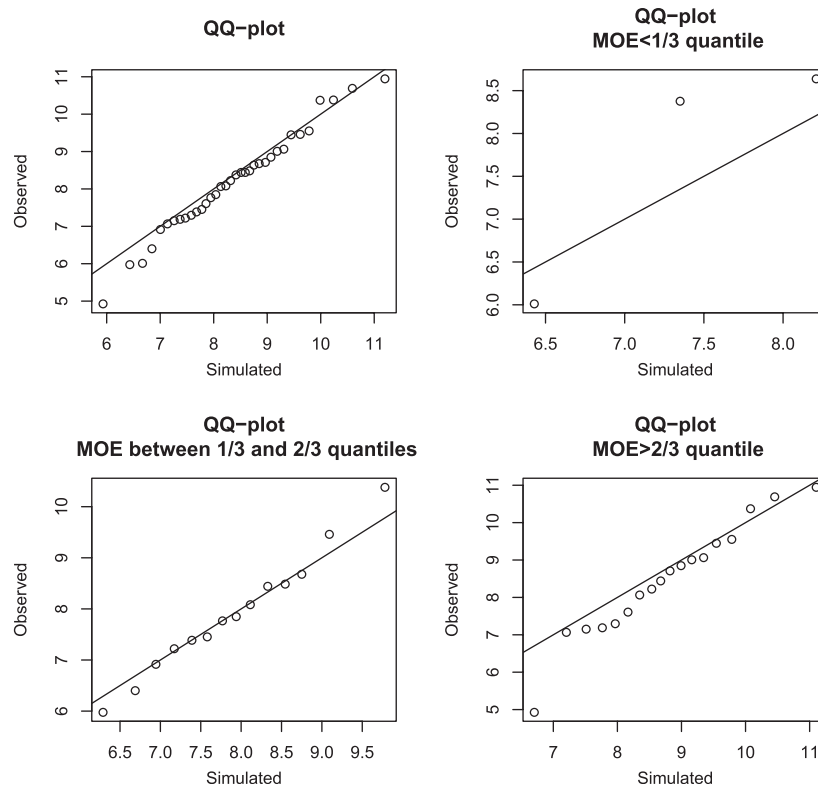 QQ−plot
5 6 7 8 9 10 11
Observed
6 7 8 9 10 11
Simulated
QQ−plot
MOE<1/3 quantile
6.0 6.5 7.0 7.5 8.0 8.5
Observed
6.5 7.0 7.5 8.0
Simulated
QQ−plot
MOE between 1/3 and 2/3 quantiles
6 7 8 9 10
Observed
6.5 7.0 7.5 8.0 8.5 9.0 9.5
Simulated
QQ−plot
MOE>2/3 quantile
5 6 7 8 9 10 11
Observed
7 8 9 10 11
Simulated